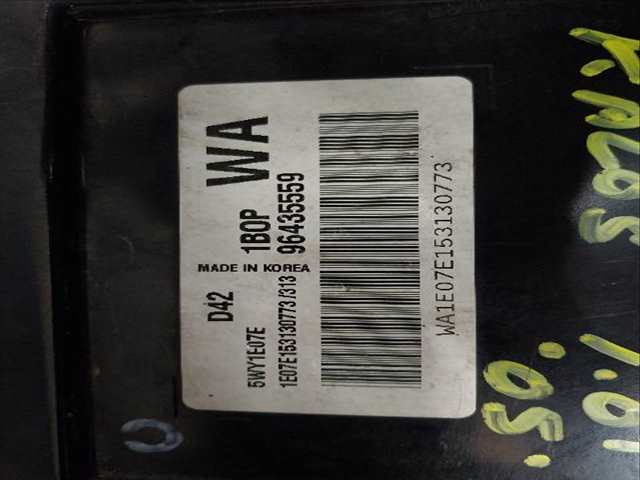 WA
D42 1BOP
96435559
MADE IN KOREA
5WY1E07E
1E07E153130773/313
WA1E07E153130773